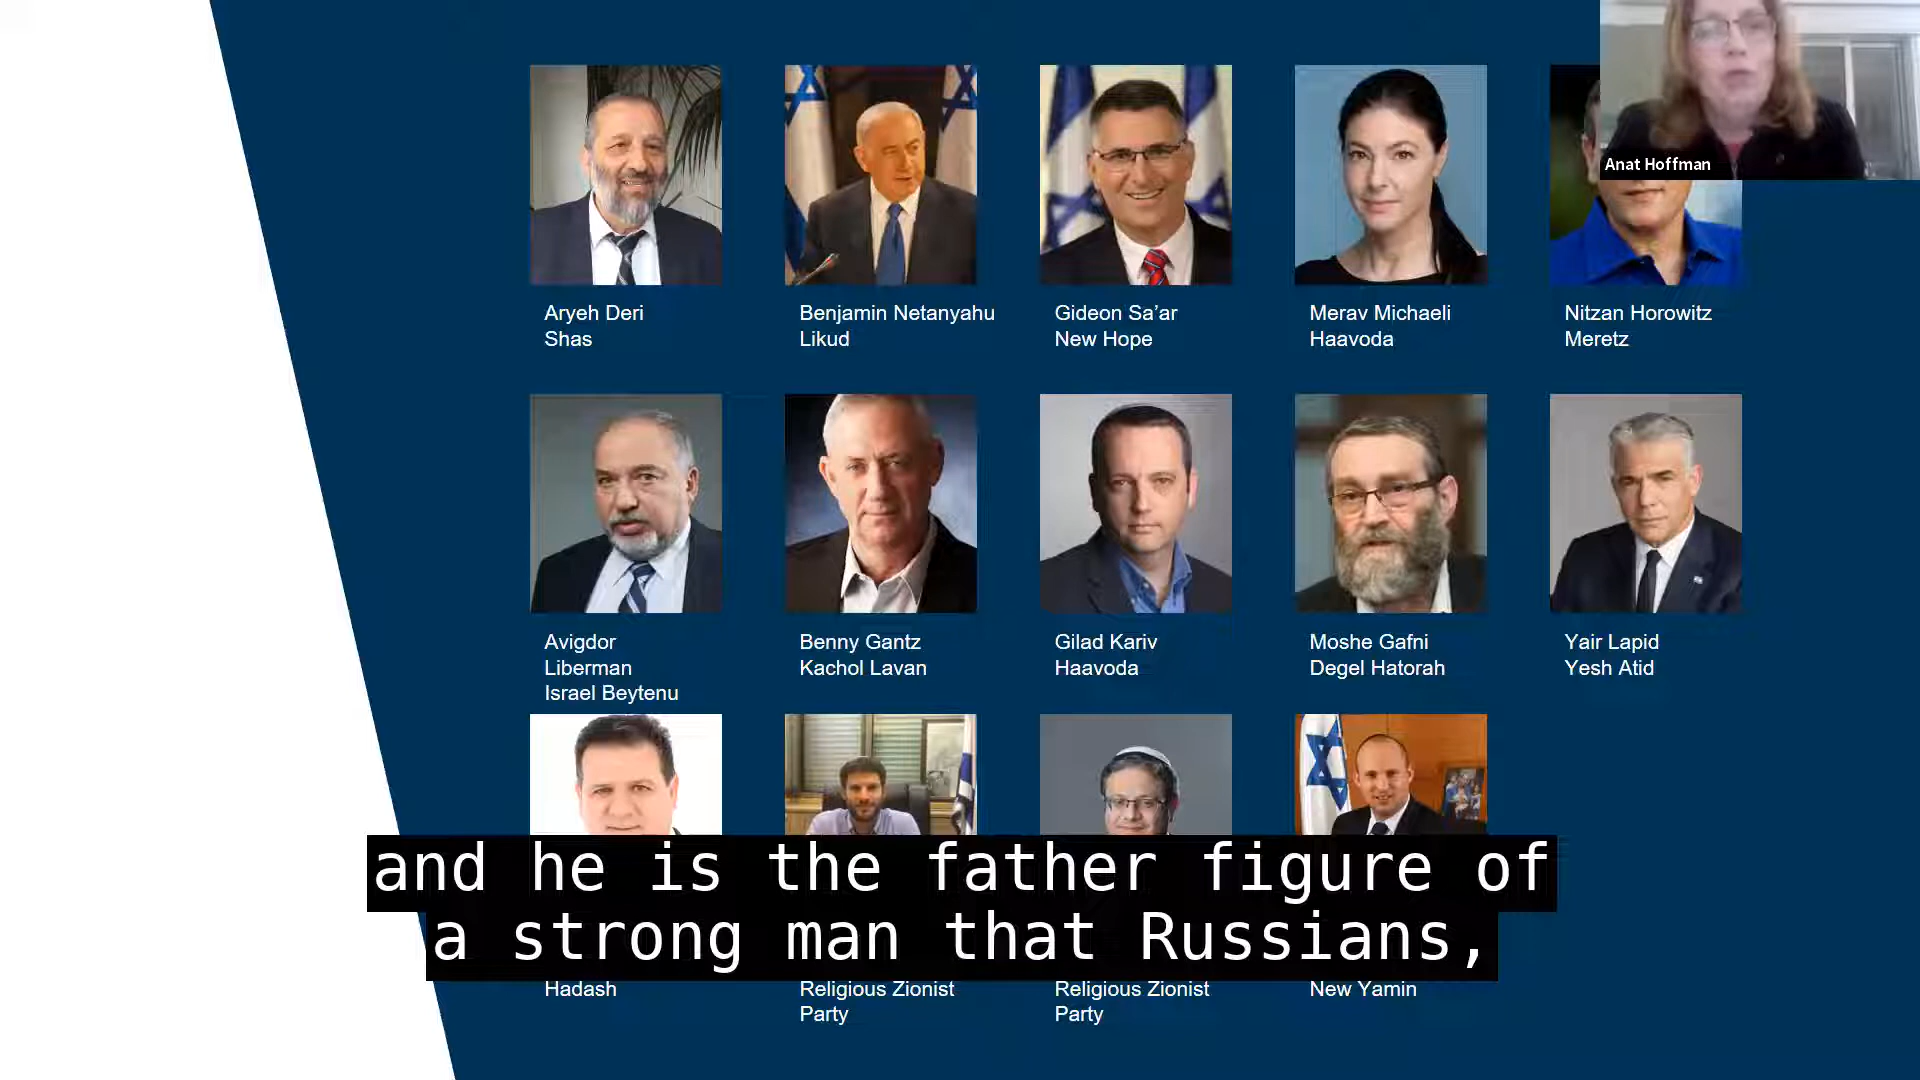 Anat Hoffman
Aryeh Deri
Shas
Benjamin Netanyahu
Likud
Gideon Sa’ar
New Hope
Merav Michaeli
Haavoda
Nitzan Horowitz
Meretz
Avigdor
Liberman
Israel Beytenu
Benny Gantz
Kachol Lavan
Gilad Kariv
Haavoda
Moshe Gafni
Degel Hatorah
Yair Lapid
Yesh Atid
and he is the father figure of
a strong man that Russians,
Hadash
Religious Zionist
Party
Religious Zionist
Party
New Yamin